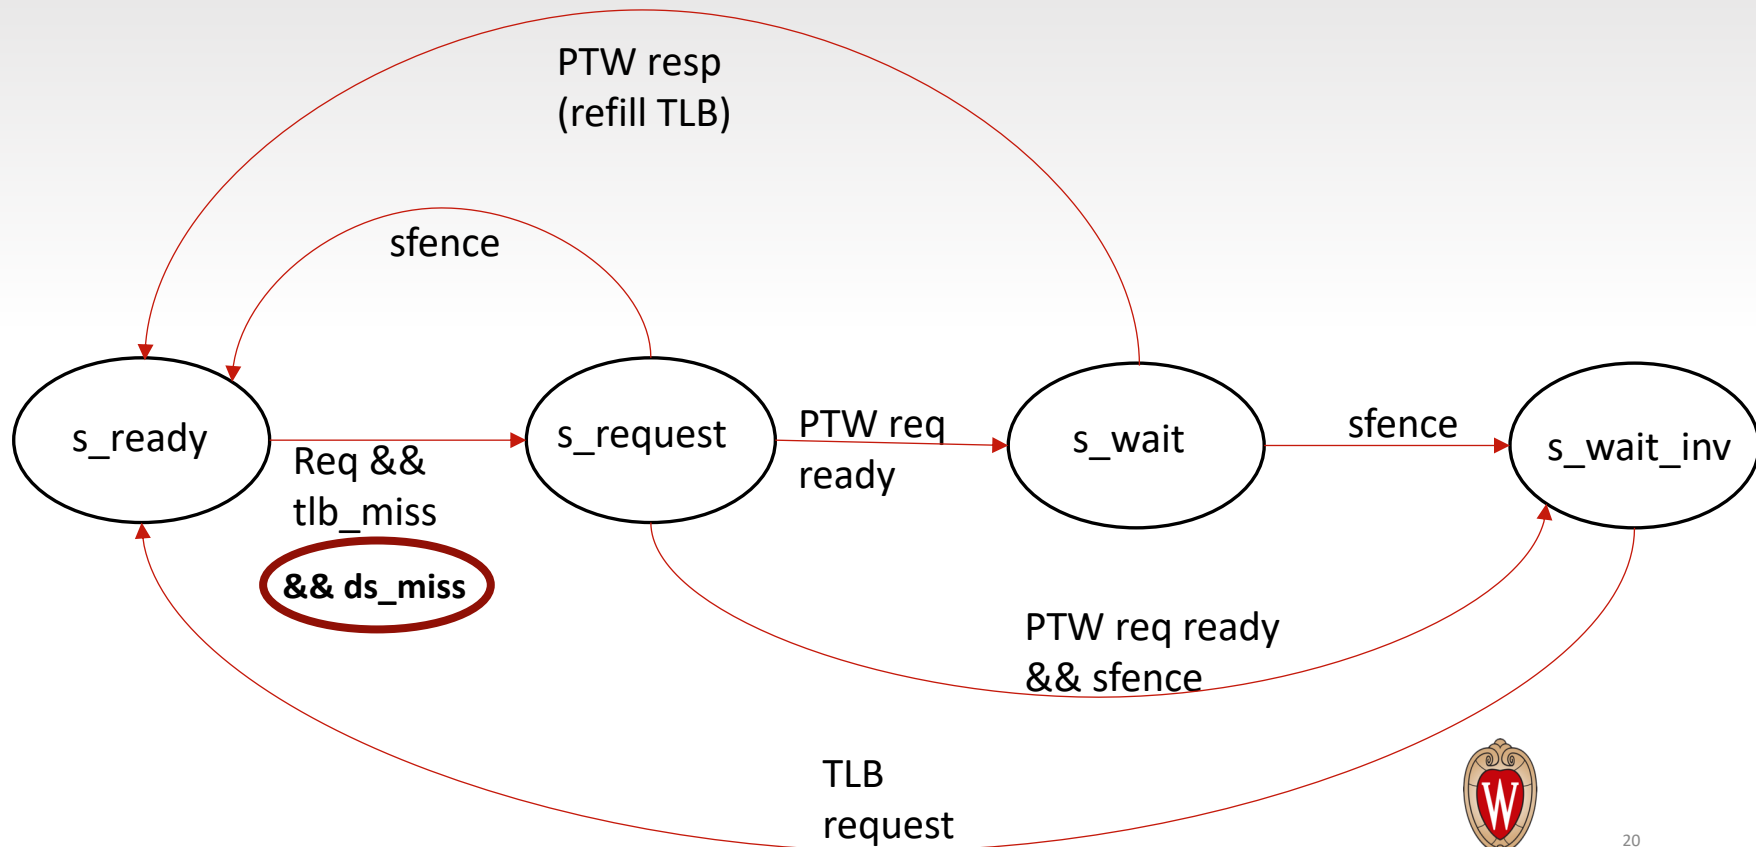 PTW resp
(refill TLB)
sfence
s_ready
Req &&
tlb_miss
&& ds_miss
s_request
PTW req
ready
s_wait
sfence
s_wait_inv
PTW req ready
&& sfence
TLB
request
W
20